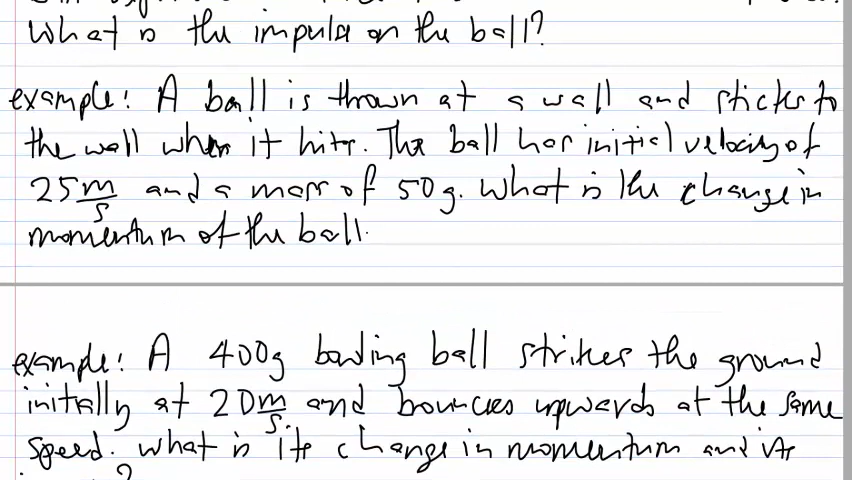 What is the impulse on the ball?
example: A ball is thrown at a wall and sticks to
the wall when it hits. The ball has initial velocity of
25 m/s and a mass of 50g. What is the change in
momentum of the ball.
example: A 400g bowling ball strikes the ground
initially at 20 m/s. and bounces upwards at the same
speed. What is its change in momentum and its